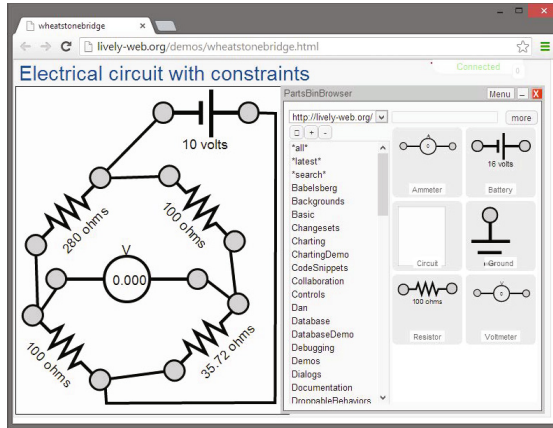 wheatstonebridge
lively-web.org/demos/wheatstonebridge.html
Electrical circuit with constraints
Connected
PartsBinBrowser
Menu
X
http://lively-web.org/
more
+ -
*all*
*latest*
*search*
Babelsberg
Backgrounds
Basic
Changesets
Charting
ChartingDemo
CodeSnippets
Collaboration
Controls
Dan
Database
DatabaseDemo
Debugging
Demos
Dialogs
Documentation
DroppableBehaviors
A
0
Ammeter
16 volts
Battery
Circuit
Ground
100 ohms
Resistor
V
0
Voltmeter
10 volts
280 ohms
100 ohms
V
0.000
100 ohms
35.72 ohms